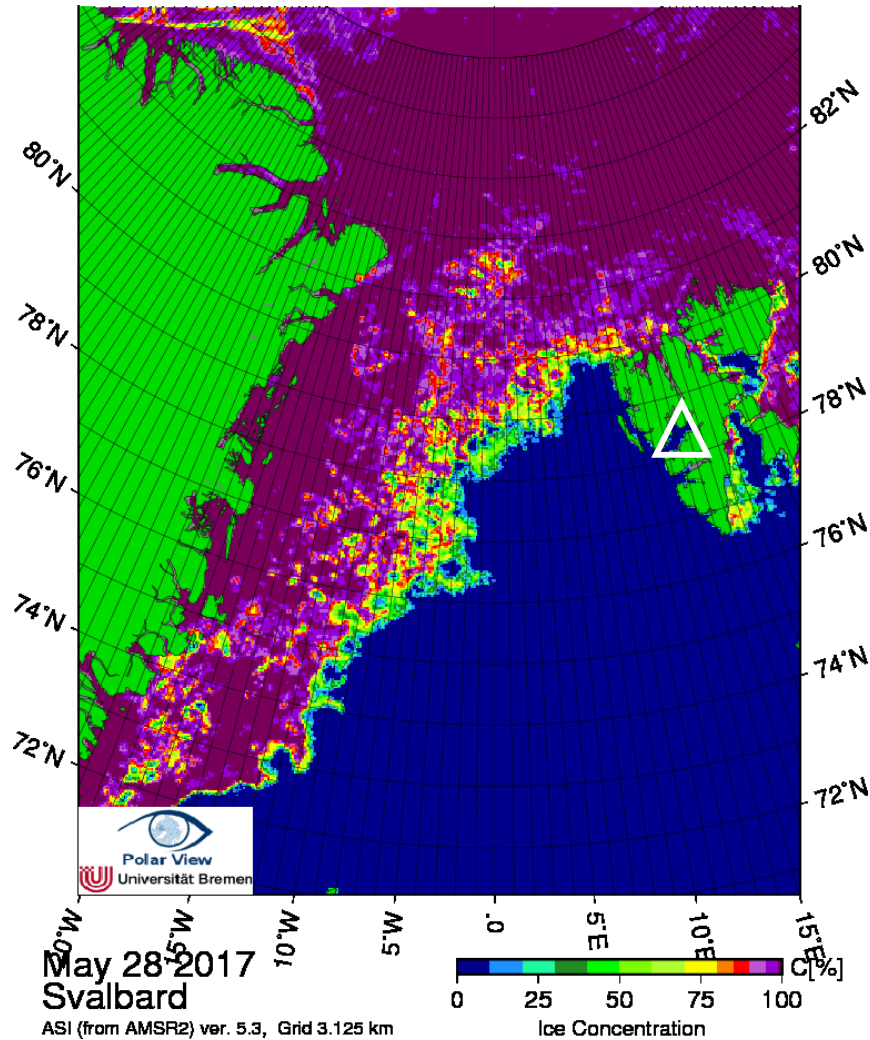 82°N
80°N
80°N
78°N
78°N
76°N
76°N
74°N
74°N
72°N
72°N
Polar View
Universität Bremen
20°W
15°W
10°W
5°W
0°
5°E
10°E
15°E
May 28 2017
Svalbard
ASI (from AMSR2) ver. 5.3, Grid 3.125 km
C[%]
0 25 50 75 100
Ice Concentration